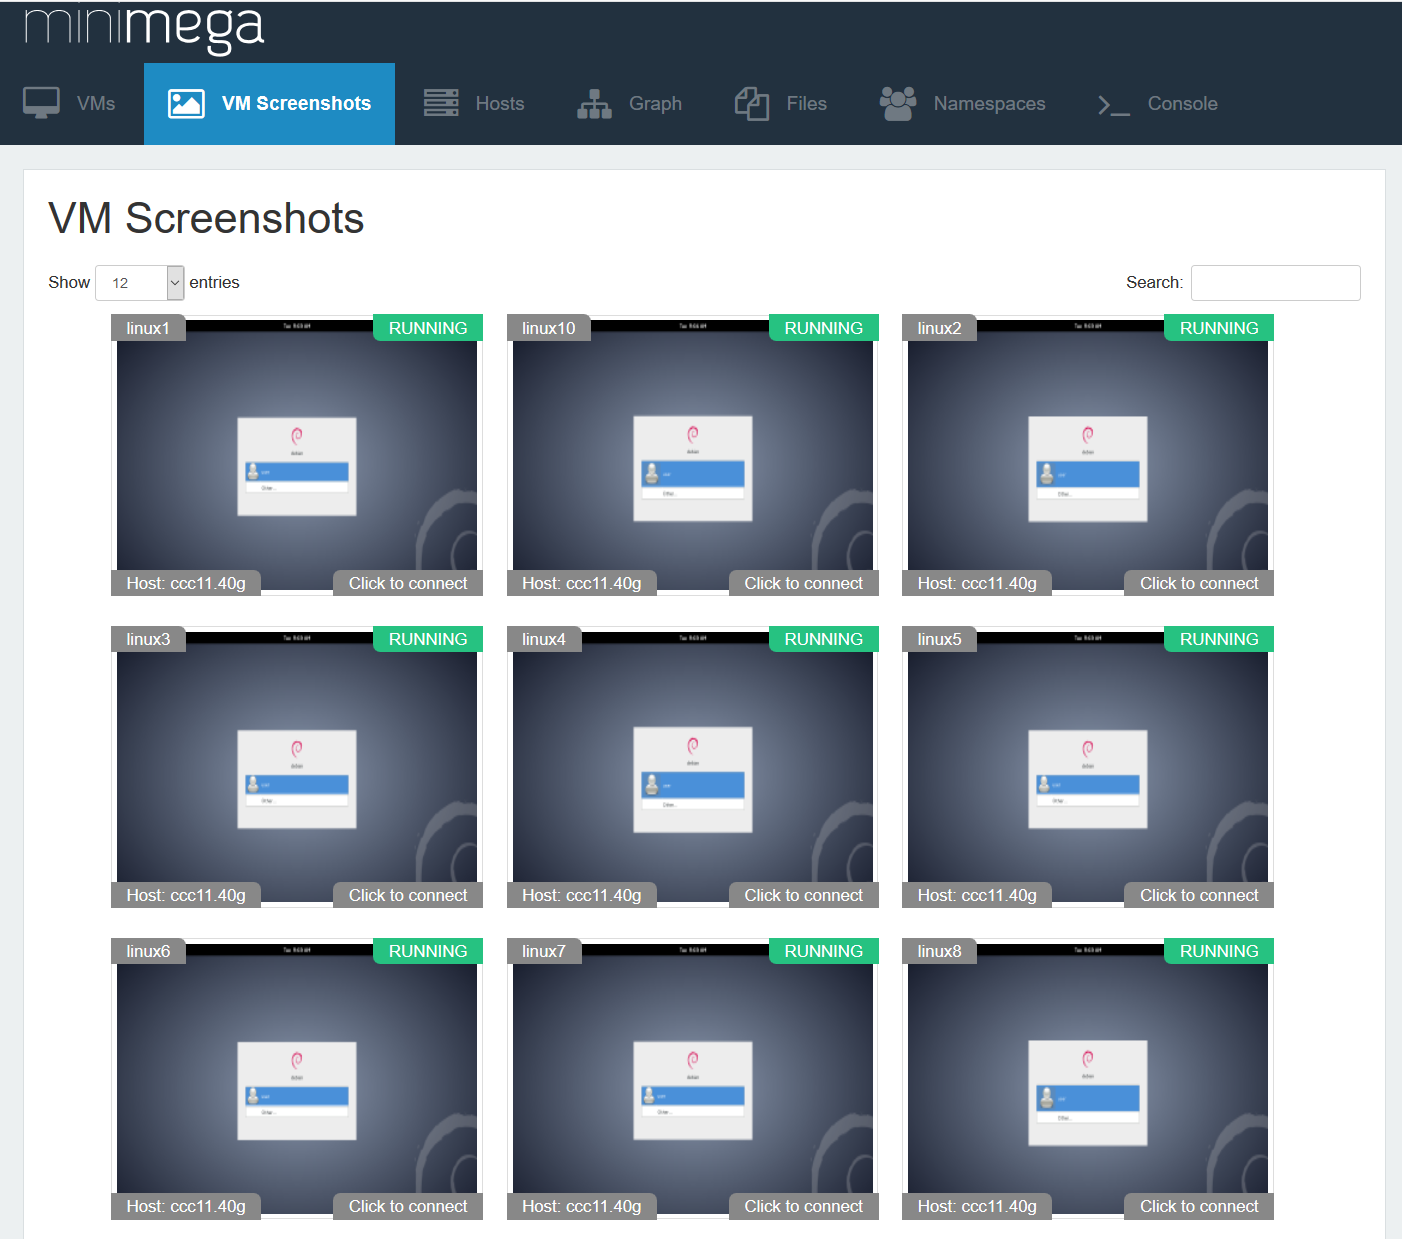 minimega
VMs VM Screenshots Hosts Graph Files Namespaces Console
VM Screenshots
Show 12 entries Search:
linux1 RUNNING linux10 RUNNING linux2 RUNNING
Host: ccc11.40g Click to connect Host: ccc11.40g Click to connect Host: ccc11.40g Click to connect
linux3 RUNNING linux4 RUNNING linux5 RUNNING
Host: ccc11.40g Click to connect Host: ccc11.40g Click to connect Host: ccc11.40g Click to connect
linux6 RUNNING linux7 RUNNING linux8 RUNNING
Host: ccc11.40g Click to connect Host: ccc11.40g Click to connect Host: ccc11.40g Click to connect